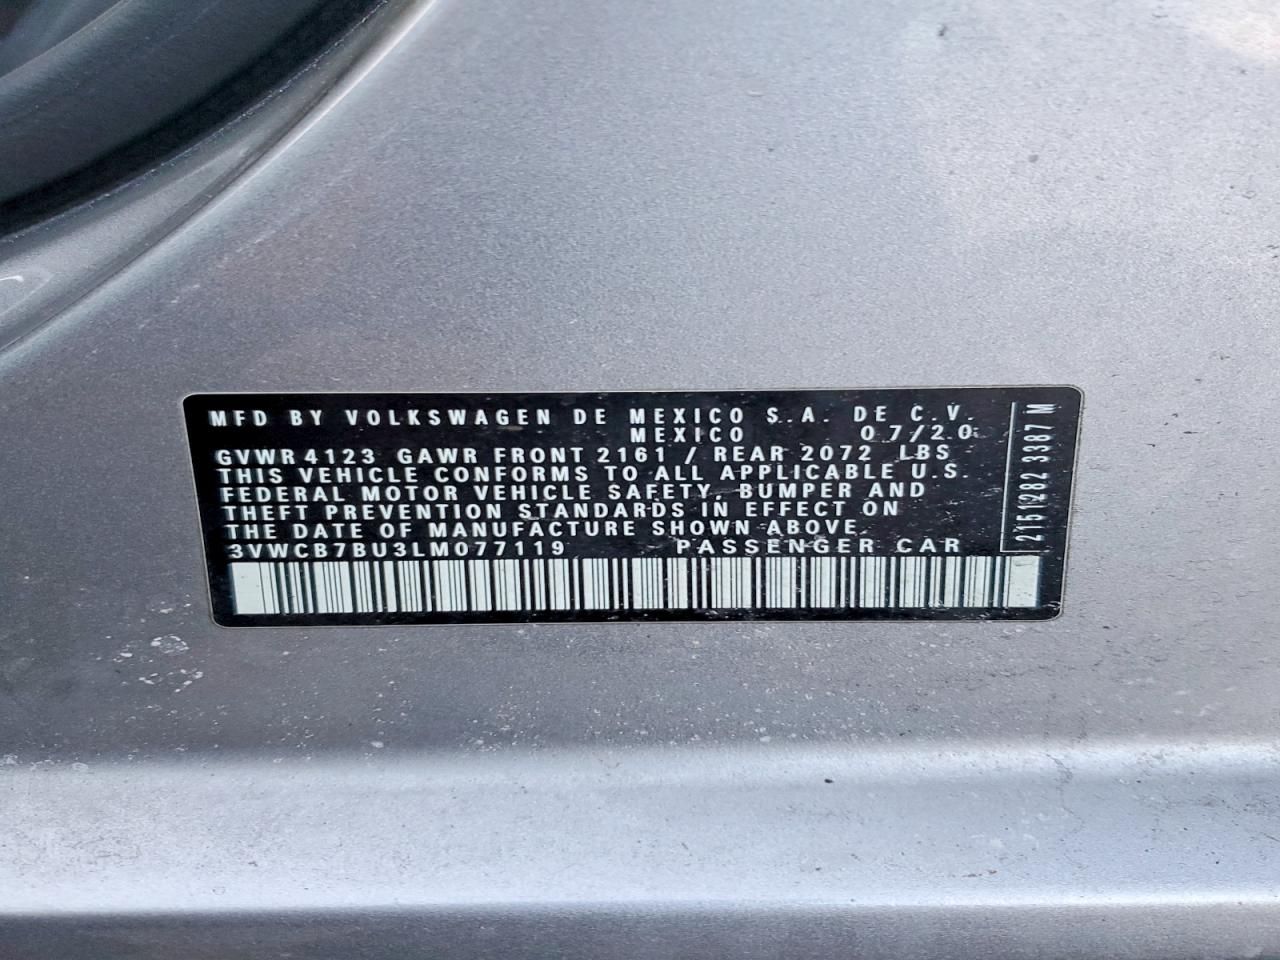 MFD BY VOLKSWAGEN DE MEXICO S.A. DE C.V.
MEXICO 07/20
GVWR 4123 GAWR FRONT 2161 / REAR 2072 LBS
THIS VEHICLE CONFORMS TO ALL APPLICABLE U.S.
FEDERAL MOTOR VEHICLE SAFETY, BUMPER AND
THEFT PREVENTION STANDARDS IN EFFECT ON
THE DATE OF MANUFACTURE SHOWN ABOVE.
3VWCB7BU3LM077119 PASSENGER CAR
2151282 3387 M